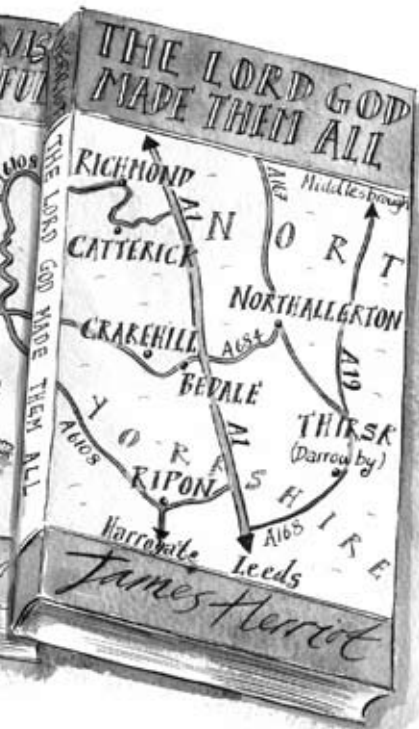 THE LORD GOD
MADE THEM ALL
THE LORD GOD MADE THEM ALL
A6108
RICHMOND
A1
A167
Middlesbrough
CATTERICK
N O R T
NORTHALLERTON
CRAKEHILL
A684
BEDALE
A19
A1
THIRSK
(Darrowby)
Y O R K S H I R E
A6108
RIPON
A168
Harrogate
Leeds
James Herriot